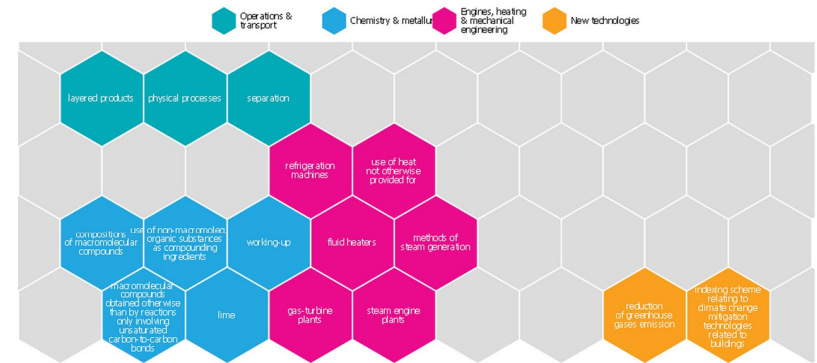 Operations &
transport
Chemistry & metallur
Engines, heating
& mechanical
engineering
New technologies
layered products
physical processes
separation
refrigeration
machines
use of heat
not otherwise
provided for
compositions
of macromolecular
compounds
use of non-macromolec
organic substances
as compounding
ingredients
working-up
fluid heaters
methods of
steam generation
macromolecular
compounds
obtained otherwise
than by reactions
only involving
unsaturated
carbon-to-carbon
bonds
lime
gas-turbine
plants
steam engine
plants
reduction
of greenhouse
gases emission
indexing scheme
relating to
climate change
mitigation
technologies
related to
buildings